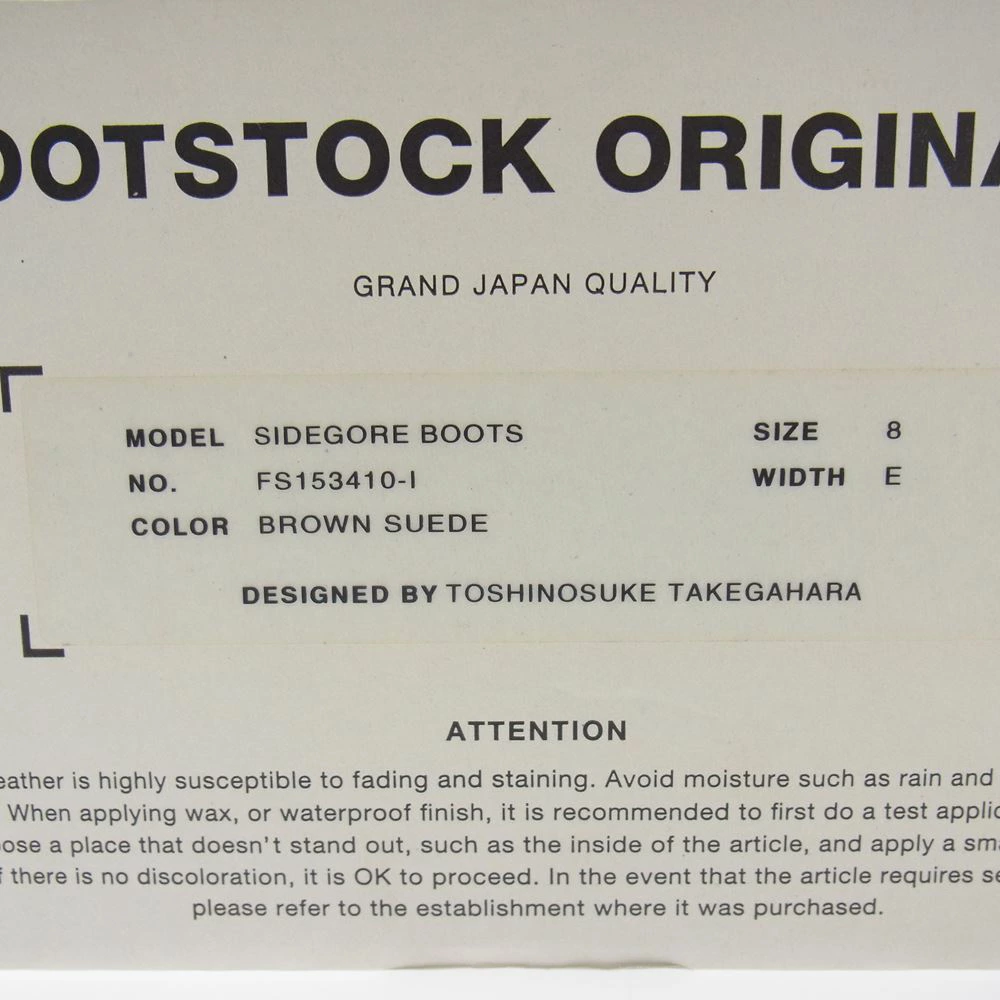 OOTSTOCK ORIGINA
GRAND JAPAN QUALITY
MODEL SIDEGORE BOOTS SIZE 8
NO. FS153410-I WIDTH E
COLOR BROWN SUEDE
DESIGNED BY TOSHINOSUKE TAKEGAHARA
ATTENTION
eather is highly susceptible to fading and staining. Avoid moisture such as rain and
When applying wax, or waterproof finish, it is recommended to first do a test applic
ose a place that doesn't stand out, such as the inside of the article, and apply a sma
f there is no discoloration, it is OK to proceed. In the event that the article requires se
please refer to the establishment where it was purchased.